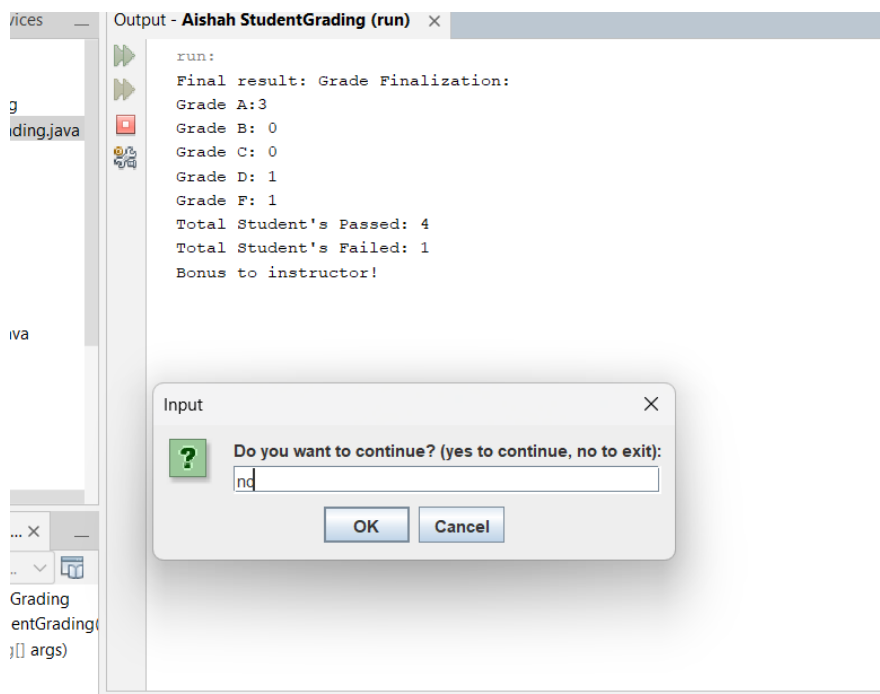 vices
Output - Aishah StudentGrading (run)
run:
Final result: Grade Finalization:
Grade A:3
Grade B: 0
Grade C: 0
Grade D: 1
Grade F: 1
Total Student's Passed: 4
Total Student's Failed: 1
Bonus to instructor!
g
ding.java
va
Input
Do you want to continue? (yes to continue, no to exit):
no
OK Cancel
...
Grading
entGrading(
[] args)